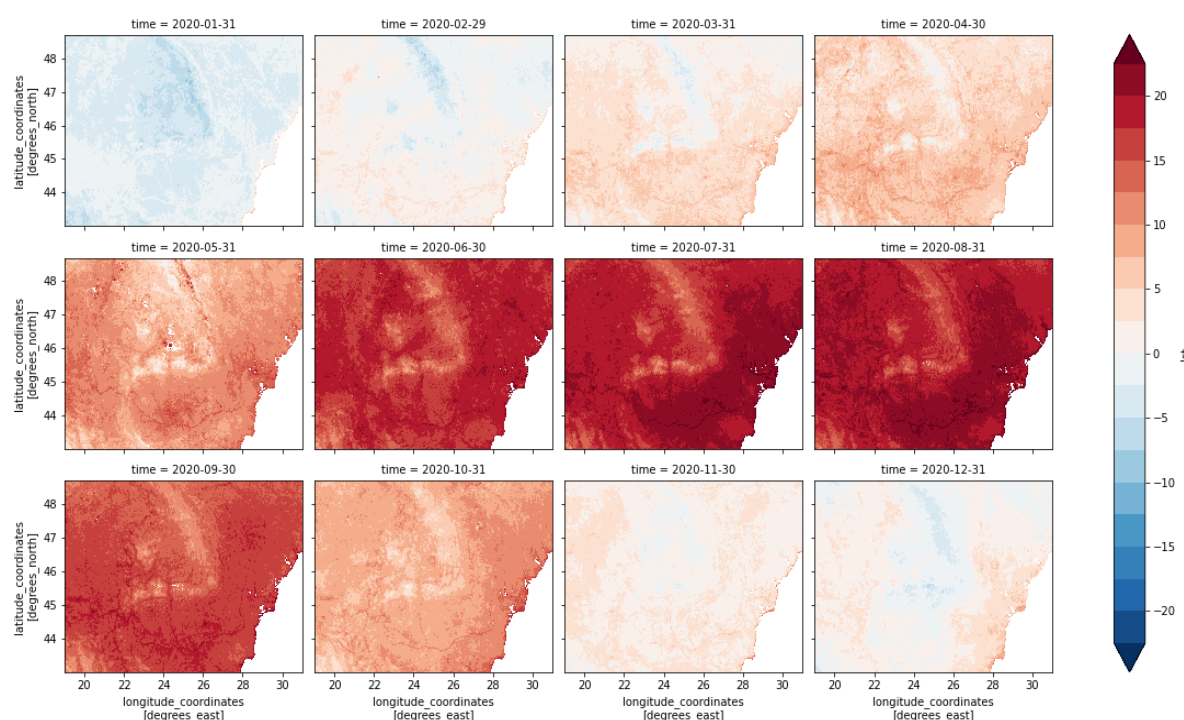 time = 2020-01-31
time = 2020-02-29
time = 2020-03-31
time = 2020-04-30
latitude_coordinates
[degrees_north]
48
47
46
45
44
time = 2020-05-31
time = 2020-06-30
time = 2020-07-31
time = 2020-08-31
latitude_coordinates
[degrees_north]
48
47
46
45
44
time = 2020-09-30
time = 2020-10-31
time = 2020-11-30
time = 2020-12-31
latitude_coordinates
[degrees_north]
48
47
46
45
44
20 22 24 26 28 30
20 22 24 26 28 30
20 22 24 26 28 30
20 22 24 26 28 30
longitude_coordinates
[degrees_east]
longitude_coordinates
[degrees_east]
longitude_coordinates
[degrees_east]
longitude_coordinates
[degrees_east]
20
15
10
5
0
−5
−10
−15
−20